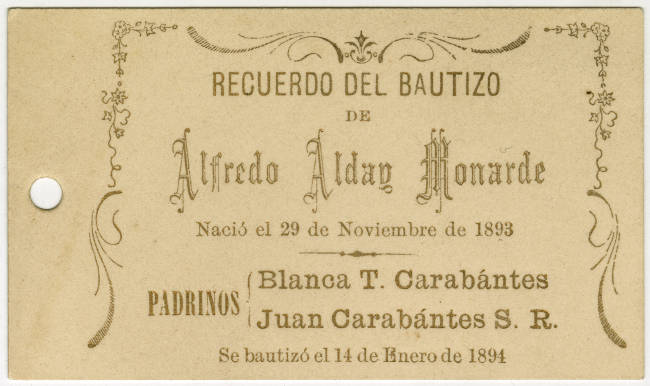 RECUERDO DEL BAUTIZO
DE
Alfredo Alday Monarde
Nació el 29 de Noviembre de 1893
PADRINOS
Blanca T. Carabántes
Juan Carabántes S. R.
Se bautizó el 14 de Enero de 1894